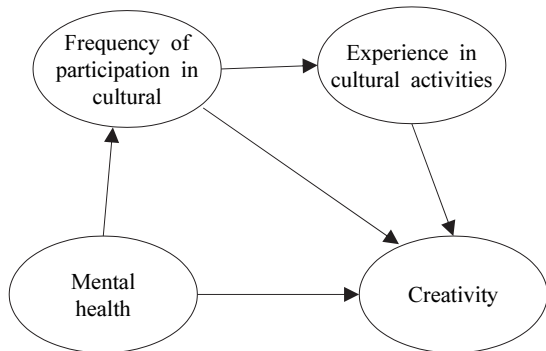 Frequency of
participation in
cultural
Experience in
cultural activities
Mental
health
Creativity